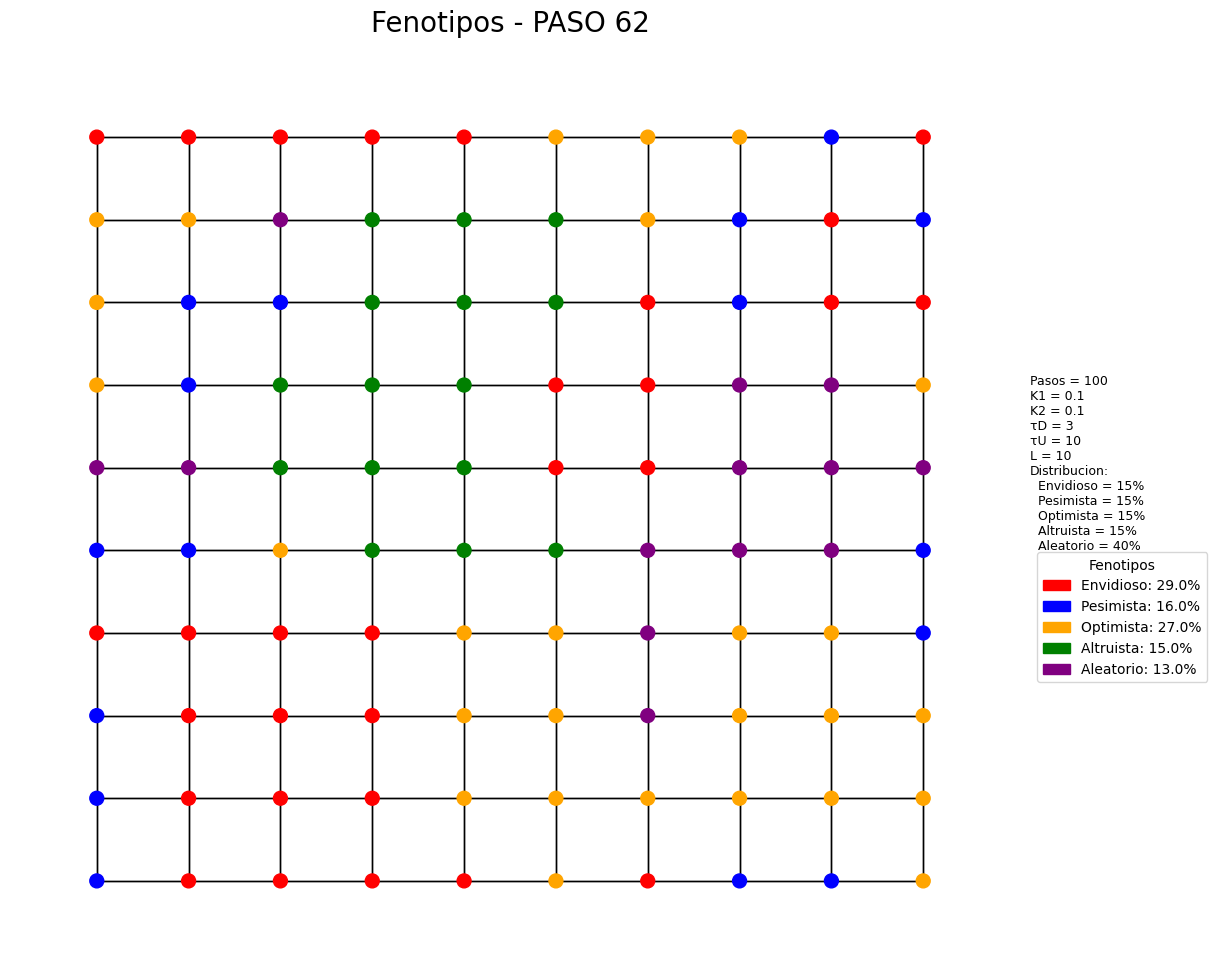 Fenotipos - PASO 62
Pasos = 100
K1 = 0.1
K2 = 0.1
τD = 3
τU = 10
L = 10
Distribucion:
Envidioso = 15%
Pesimista = 15%
Optimista = 15%
Altruista = 15%
Aleatorio = 40%
Fenotipos
Envidioso: 29.0%
Pesimista: 16.0%
Optimista: 27.0%
Altruista: 15.0%
Aleatorio: 13.0%